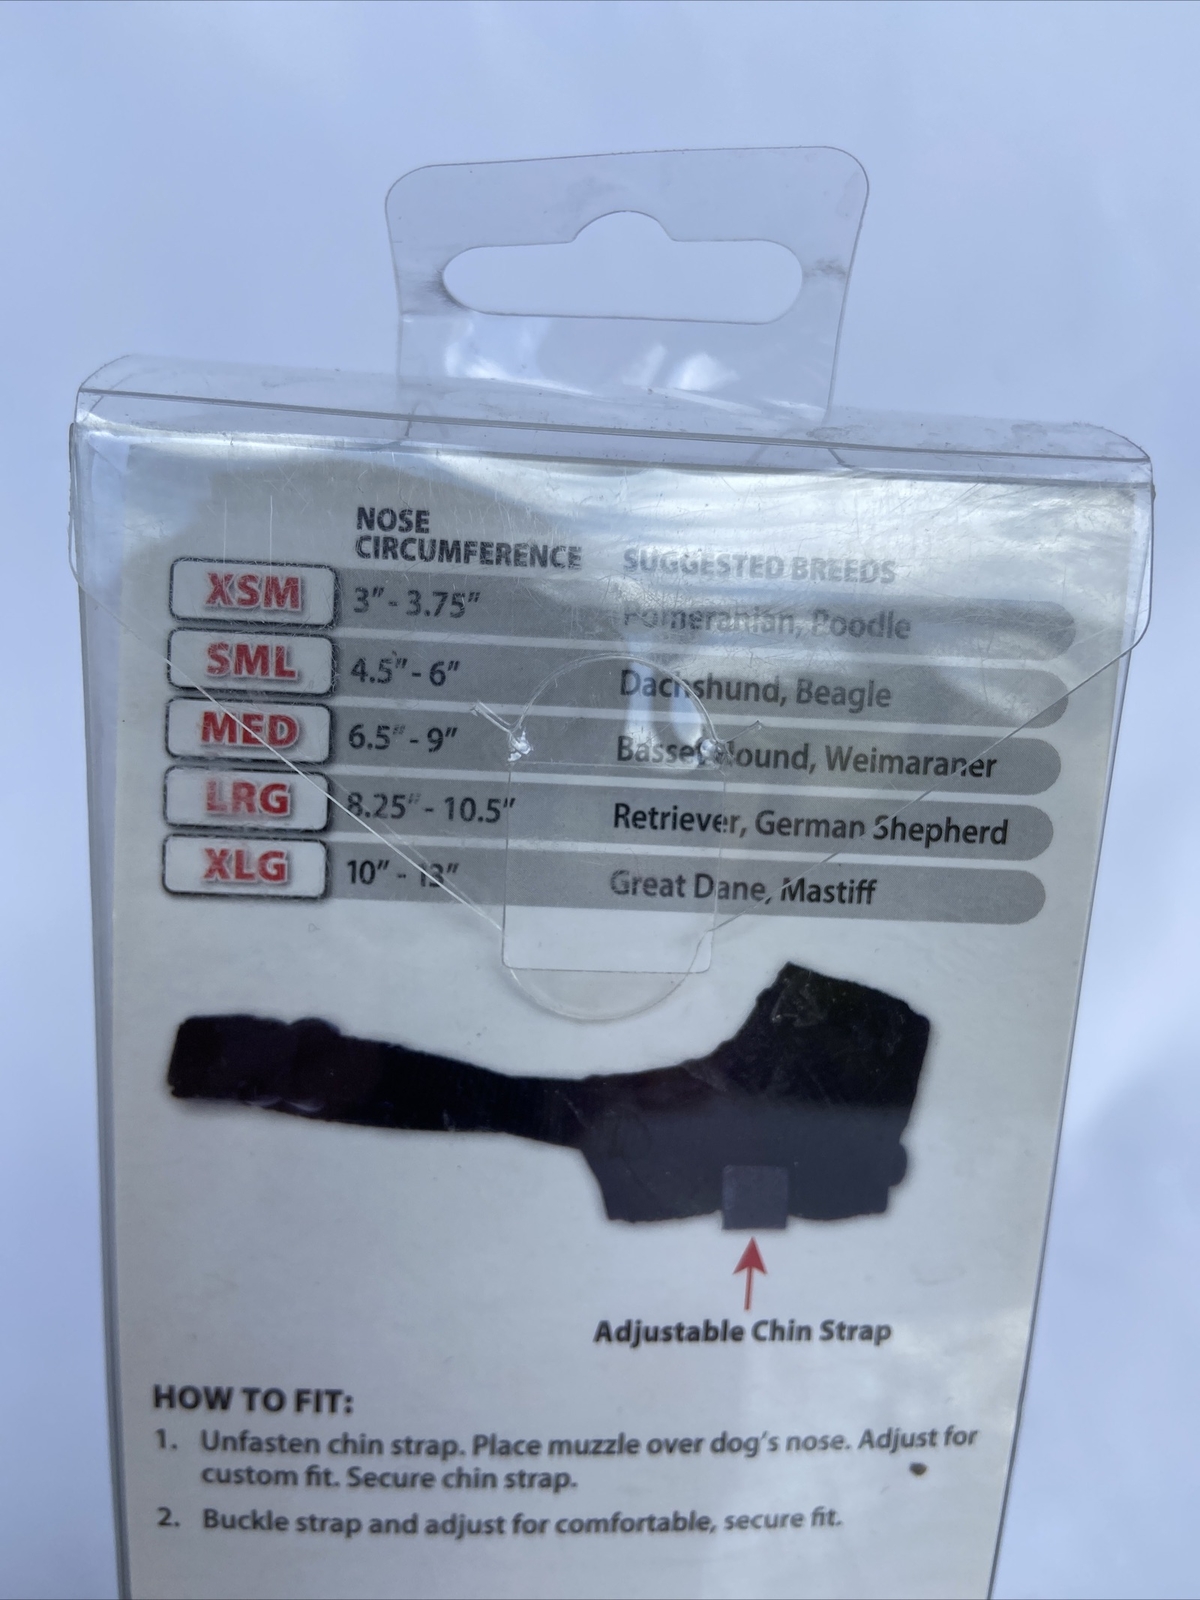 NOSE
CIRCUMFERENCE SUGGESTED BREEDS
XSM 3" - 3.75" Pomeranian, Poodle
SML 4.5" - 6" Dachshund, Beagle
MED 6.5" - 9" Basset Hound, Weimaraner
LRG 8.25" - 10.5" Retriever, German Shepherd
XLG 10" - 13" Great Dane, Mastiff
Adjustable Chin Strap
HOW TO FIT:
1. Unfasten chin strap. Place muzzle over dog's nose. Adjust for
custom fit. Secure chin strap.
2. Buckle strap and adjust for comfortable, secure fit.